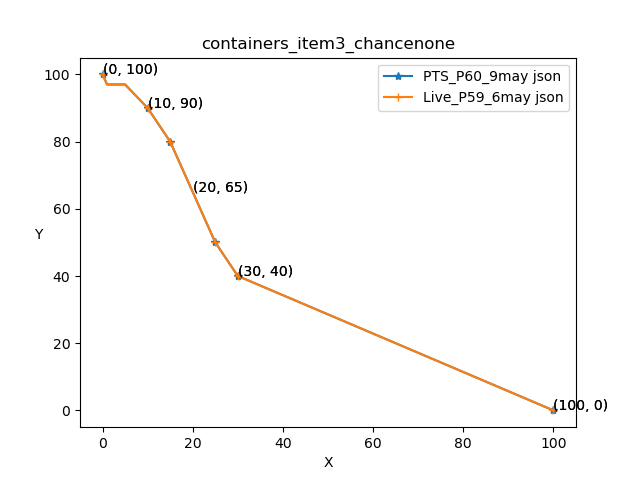 containers_item3_chancenone
PTS_P60_9may json
Live_P59_6may json
(0, 100)
(10, 90)
(20, 65)
(30, 40)
(100, 0)
100
80
60
40
20
0
Y
0 20 40 60 80 100
X